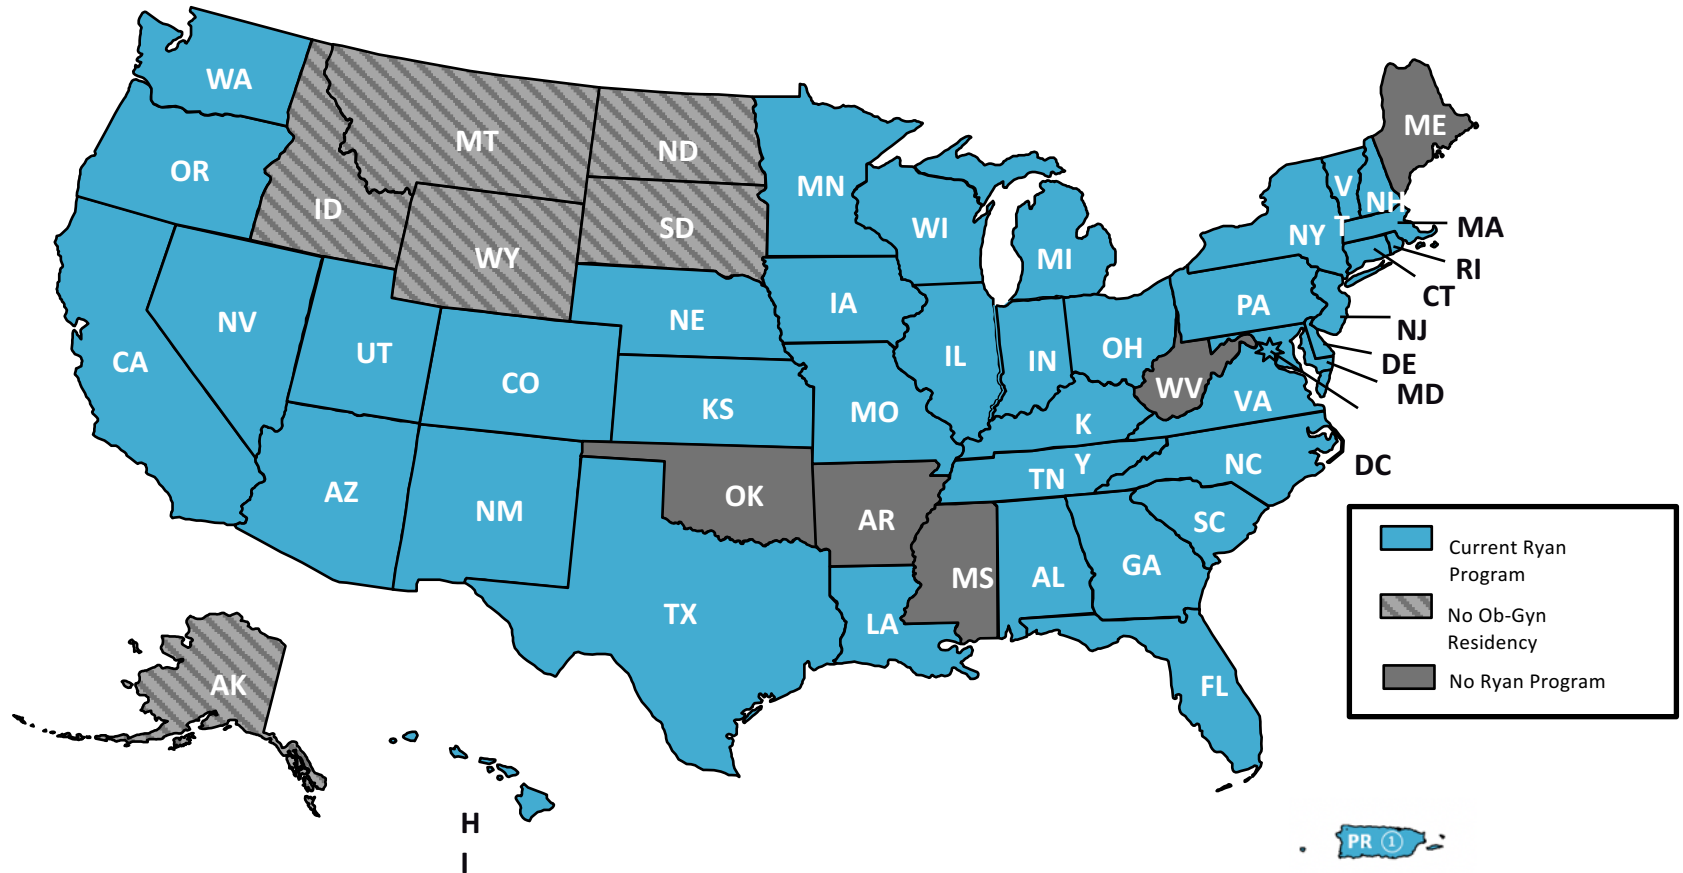 WA
MT
ND
ME
OR
ID
MN
V
NH
T
SD
WI
NY
MA
WY
MI
RI
CT
NV
NE
IA
PA
NJ
CA
UT
CO
IL
IN
OH
DE
MD
KS
MO
WV
VA
K
Y
AZ
NM
OK
AR
TN
NC
DC
SC
TX
LA
MS
AL
GA
FL
AK
H
I
Current Ryan
Program
No Ob-Gyn
Residency
No Ryan Program
PR 1